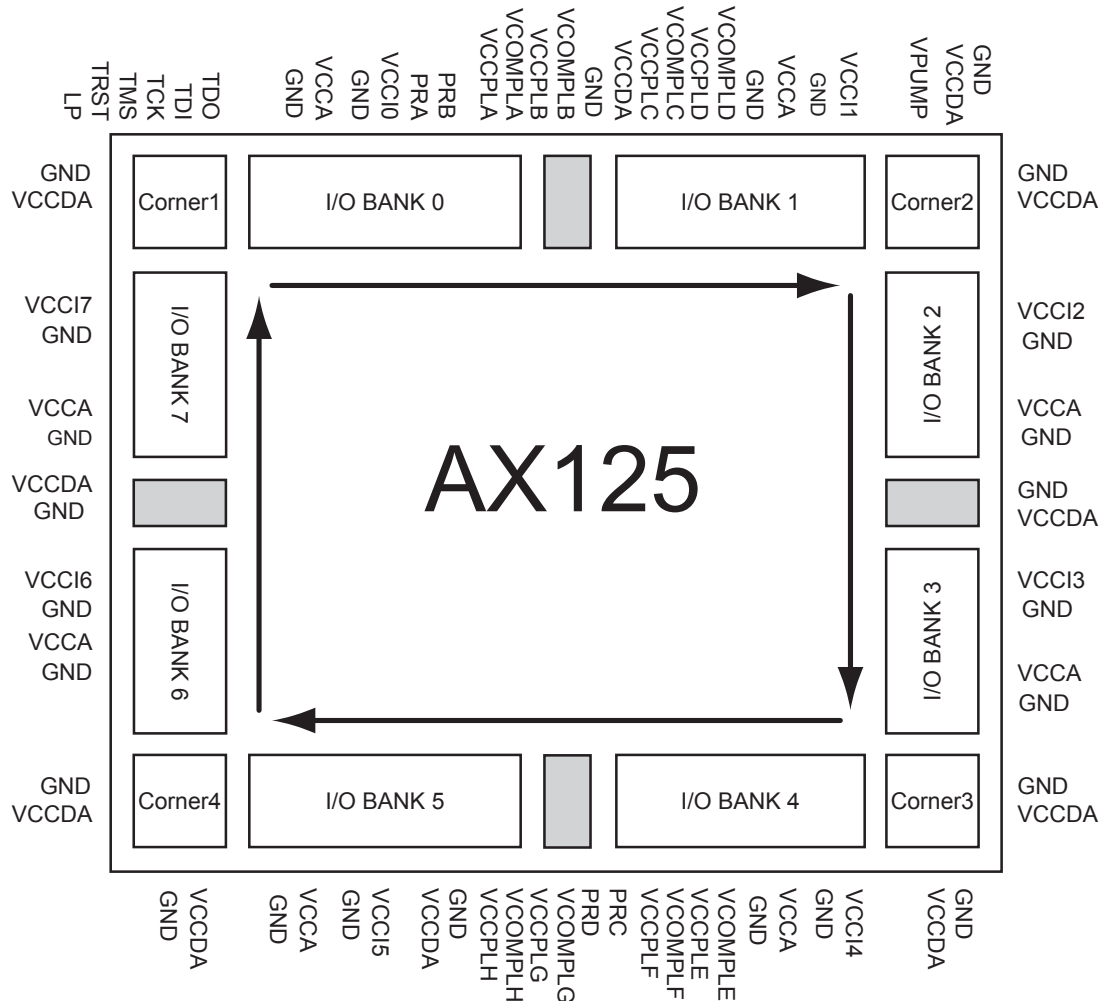 LP
TRST
TMS
TCK
TDI
TDO
GND
VCCA
GND
VCCI0
PRA
PRB
VCCPLA
VCOMPLA
VCCPLB
VCOMPLB
GND
VCCDA
VCCPLC
VCOMPLC
VCCPLD
VCOMPLD
GND
VCCA
GND
VCCI1
VPUMP
VCCDA
GND
GND
VCCDA
Corner1
I/O BANK 0
I/O BANK 1
Corner2
GND
VCCDA
VCCI7
GND
VCCA
GND
I/O BANK 7
I/O BANK 2
VCCI2
GND
VCCA
GND
AX125
VCCDA
GND
GND
VCCDA
VCCI6
GND
VCCA
GND
I/O BANK 6
I/O BANK 3
VCCI3
GND
VCCA
GND
GND
VCCDA
Corner4
I/O BANK 5
I/O BANK 4
Corner3
GND
VCCDA
GND
VCCDA
GND
VCCA
GND
VCCI5
VCCDA
GND
VCCPLH
VCOMPLH
VCCPLG
VCOMPLG
PRD
PRC
VCCPLF
VCOMPLF
VCCPLE
VCOMPLE
GND
VCCA
GND
VCCI4
VCCDA
GND